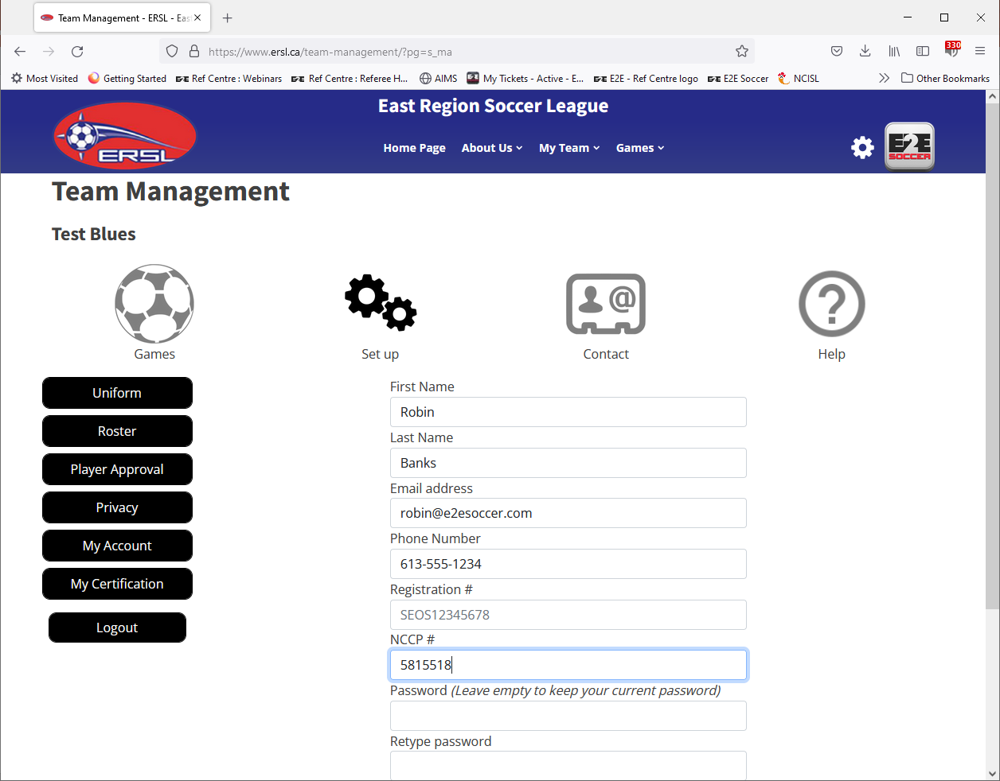 Team Management - ERSL - Eas
https://www.ersl.ca/team-management/?pg=s_ma
330
Most Visited
Getting Started
E2E Ref Centre : Webinars
E2E Ref Centre : Referee H...
AIMS
My Tickets - Active - E...
E2E E2E - Ref Centre logo
E2E E2E Soccer
NCISL
Other Bookmarks
ERSL
East Region Soccer League
Home Page
About Us
My Team
Games
E2E
SOCCER
Team Management
Test Blues
Games
Set up
@
Contact
?
Help
Uniform
Roster
Player Approval
Privacy
My Account
My Certification
Logout
First Name
Robin
Last Name
Banks
Email address
robin@e2esoccer.com
Phone Number
613-555-1234
Registration #
SEOS12345678
NCCP #
5815518
Password (Leave empty to keep your current password)
Retype password